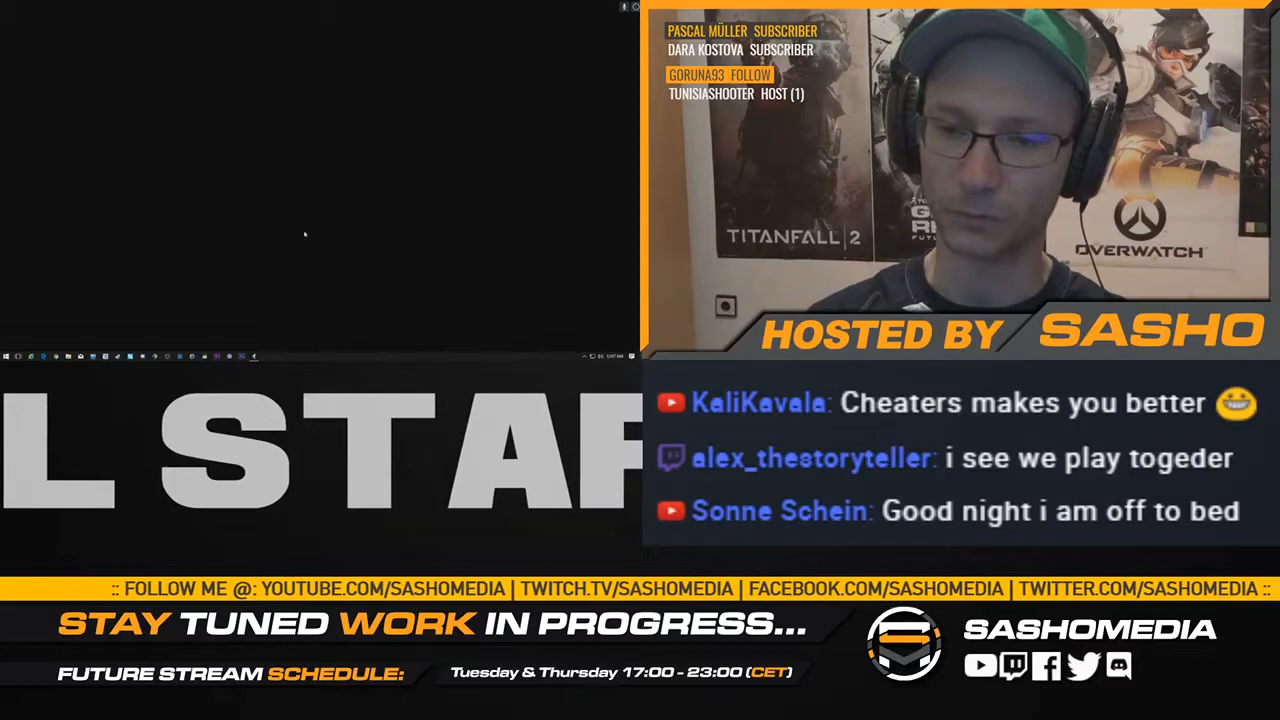 PASCAL MÜLLER SUBSCRIBER
DARA KOSTOVA SUBSCRIBER
GORUNA93 FOLLOW
TUNISIASHOOTER HOST (1)
TITANFALL | 2
OVERWATCH
HOSTED BY SASHO
KaliKavala: Cheaters makes you better
alex_thestoryteller: i see we play togeder
Sonne Schein: Good night i am off to bed
L STAR
:: FOLLOW ME @: YOUTUBE.COM/SASHOMEDIA | TWITCH.TV/SASHOMEDIA | FACEBOOK.COM/SASHOMEDIA | TWITTER.COM/SASHOMEDIA ::
STAY TUNED WORK IN PROGRESS...
SASHOMEDIA
FUTURE STREAM SCHEDULE:
Tuesday & Thursday 17:00 - 23:00 (CET)